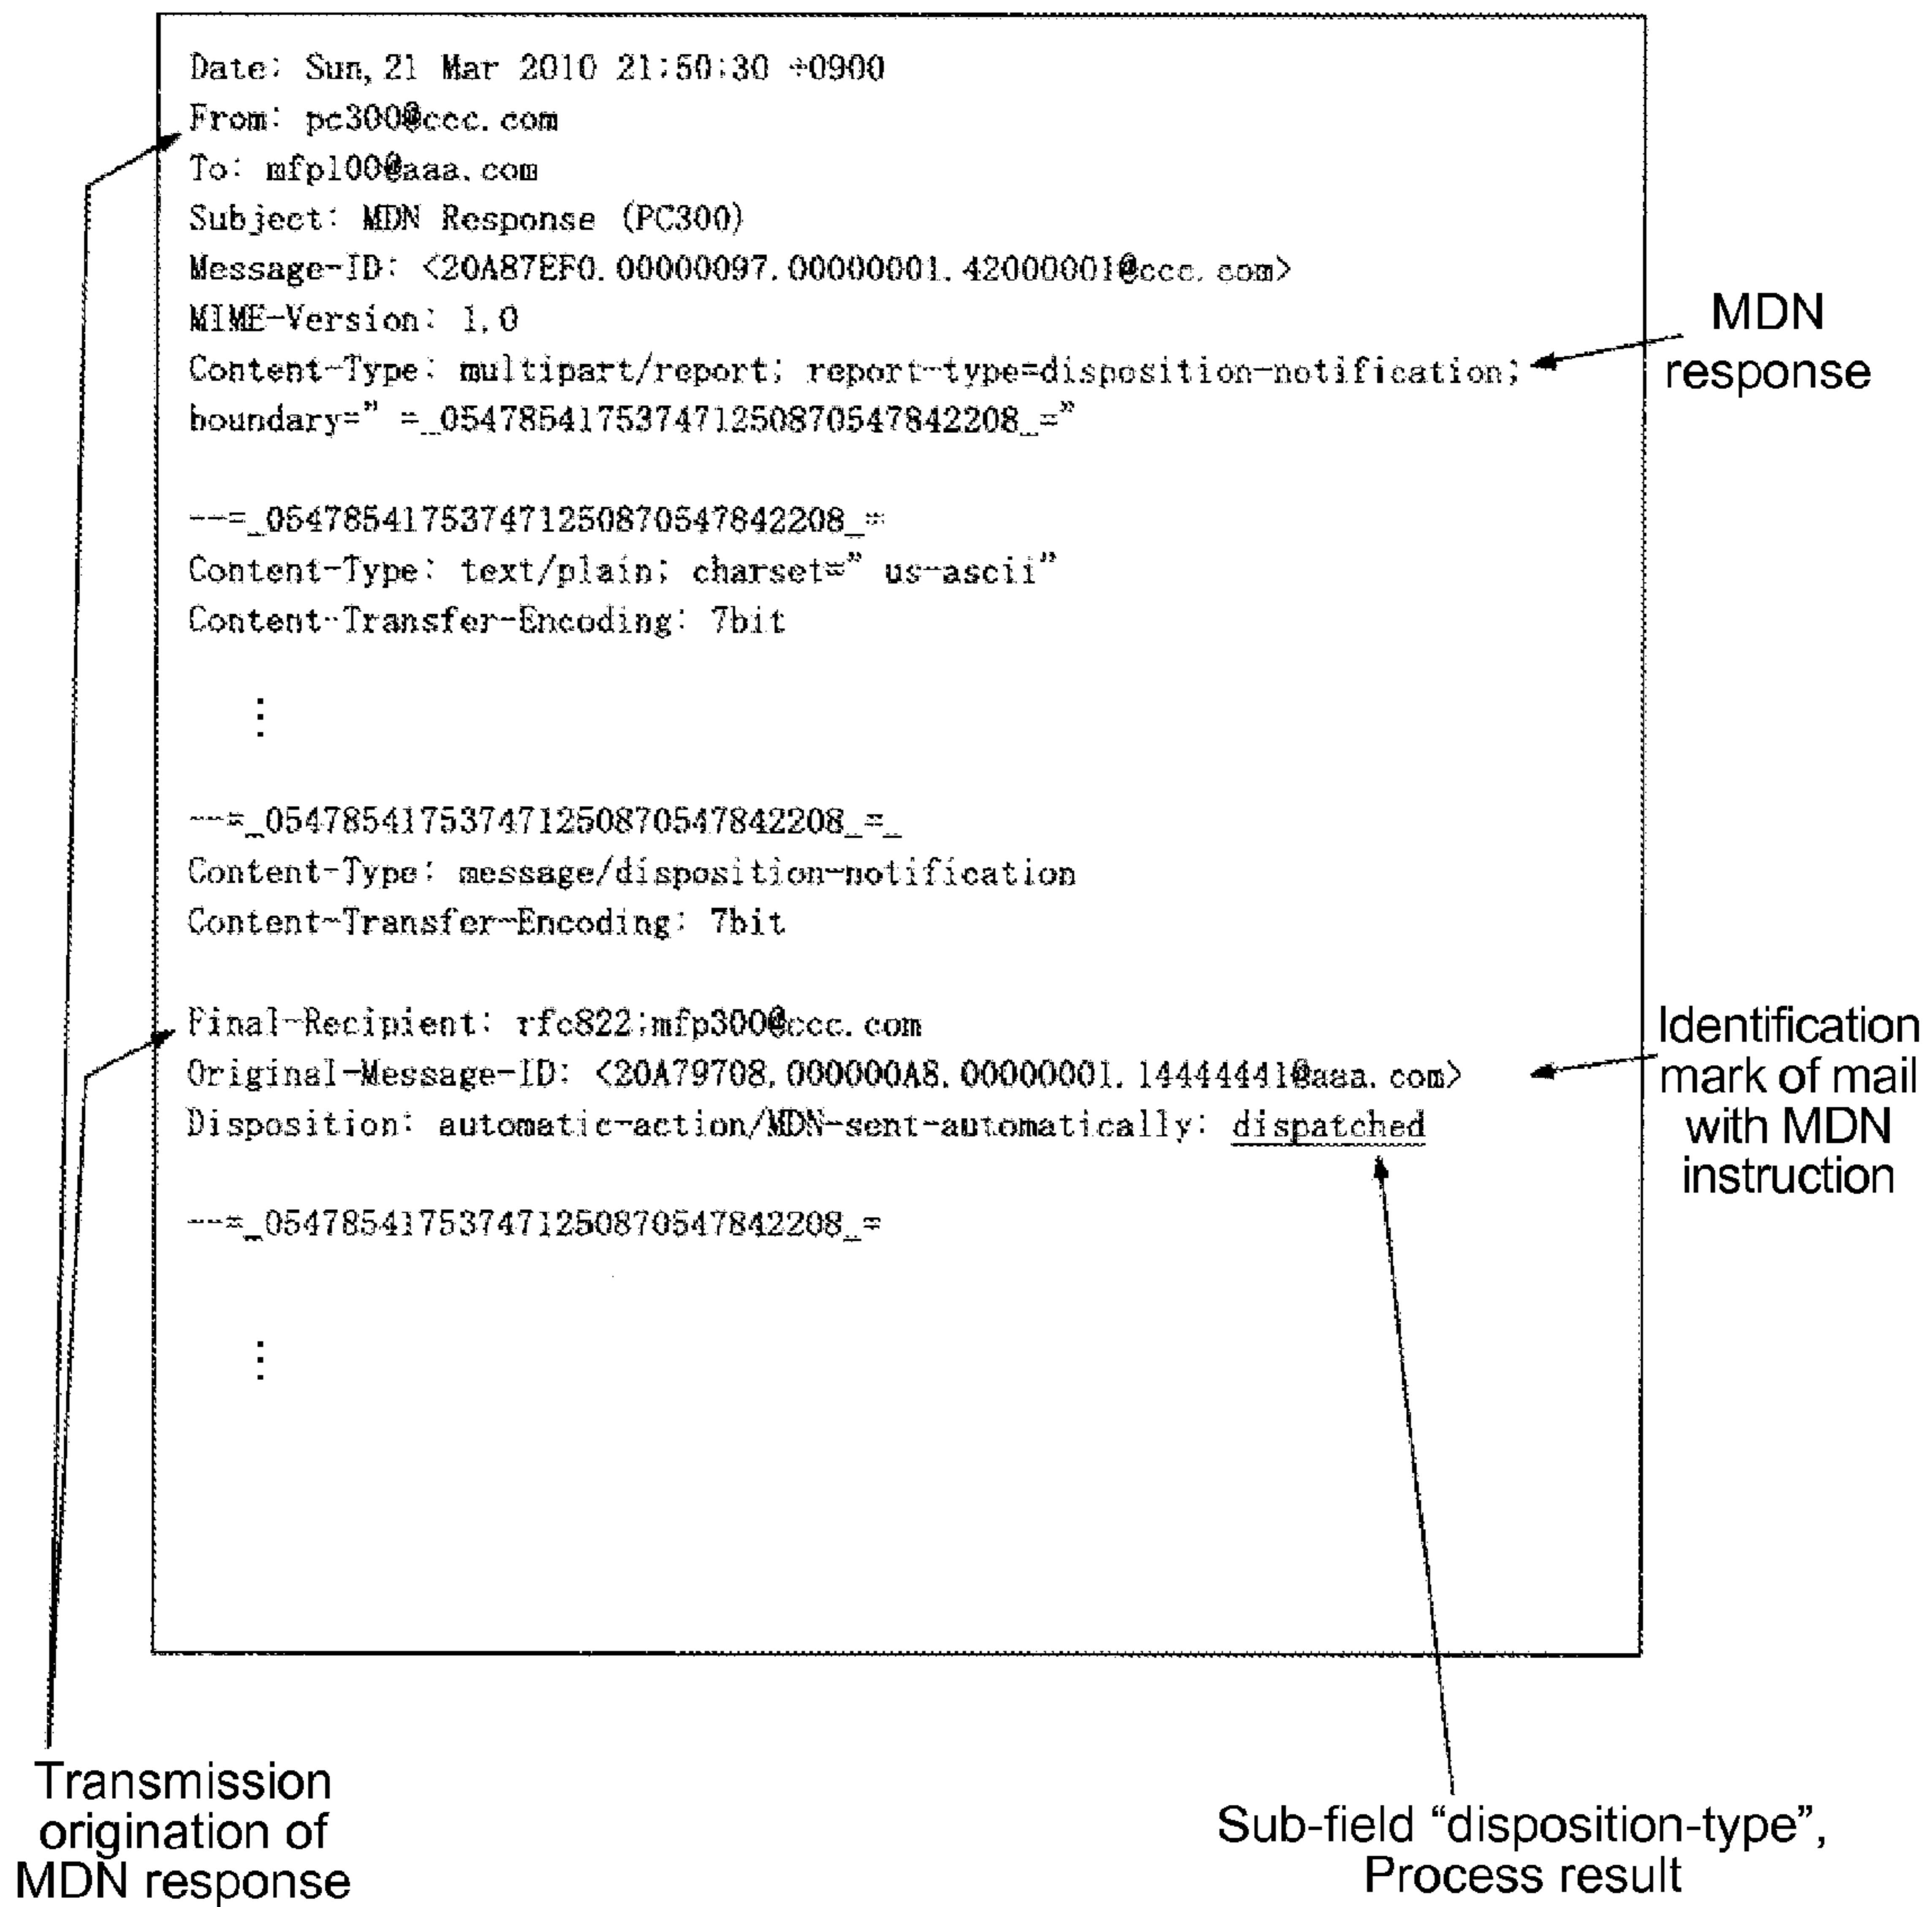 Date: Sun, 21 Mar 2010 21:50:30 +0900
From: pc300@ccc.com
To: mfp100@aaa.com
Subject: MDN Response (PC300)
Message-ID: <20A87EF0.00000097.00000001.42000001@ccc.com>
MIME-Version: 1.0
Content-Type: multipart/report; report-type=disposition-notification;
boundary=” =_05478541753747125087054784​2208_=”
--=_054785417537471250870547842208_=
Content-Type: text/plain; charset=” us-ascii”
Content-Transfer-Encoding: 7bit
⋮
--=_054785417537471250870547842208_=_
Content-Type: message/disposition-notification
Content-Transfer-Encoding: 7bit
Final-Recipient: rfc822;mfp300@ccc.com
Original-Message-ID: <20A79708.000000A8.00000001.14444441@aaa.com>
Disposition: automatic-action/MDN-sent-automatically: dispatched
--=_054785417537471250870547842208_=
⋮
MDN
response
Identification
mark of mail
with MDN
instruction
Transmission
origination of
MDN response
Sub-field “disposition-type”,
Process result